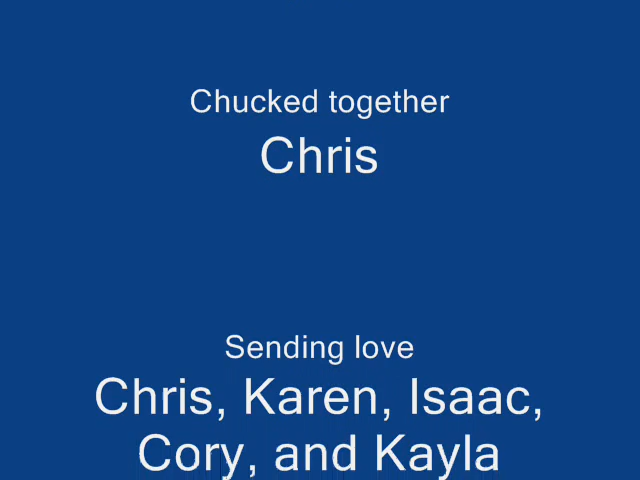 Chucked together
Chris
Sending love
Chris, Karen, Isaac,
Cory, and Kayla